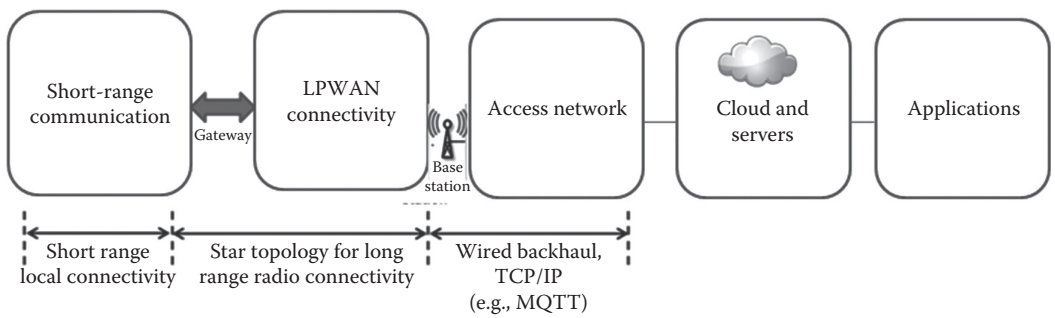 Short-range
communication
Gateway
LPWAN
connectivity
Base
station
Access network
Cloud and
servers
Applications
Short range
local connectivity
Star topology for long
range radio connectivity
Wired backhaul,
TCP/IP
(e.g., MQTT)